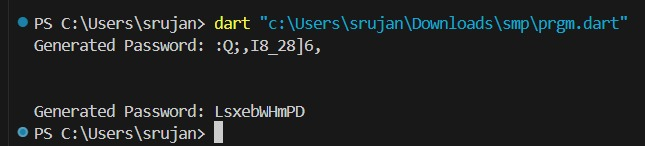 PS C:\Users\srujan> dart "c:\Users\srujan\Downloads\smp\prgm.dart"
Generated Password: :Q;,I8_28]6,
Generated Password: LsxebWHmPD
PS C:\Users\srujan>